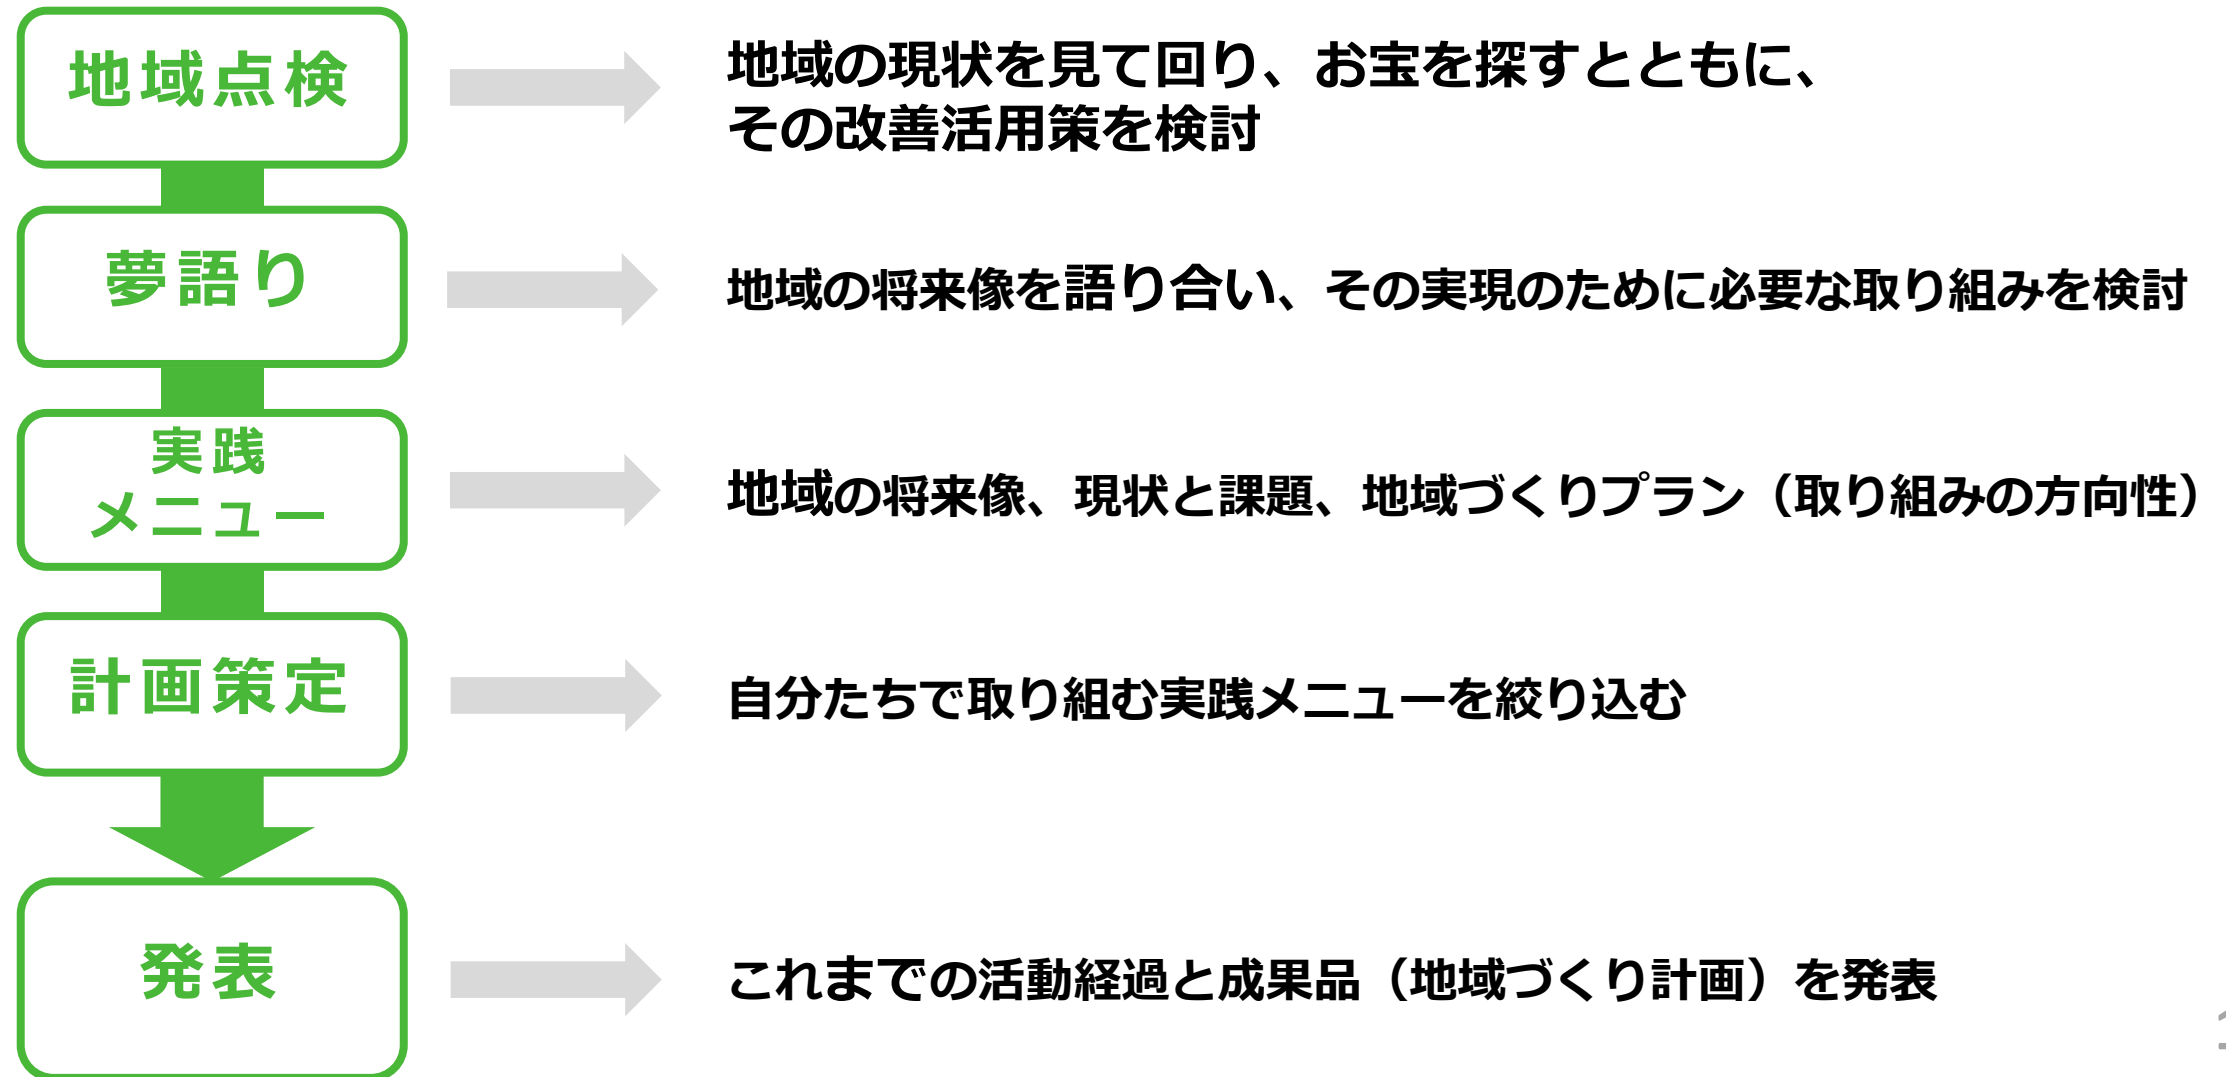 地域点検
地域の現状を見て回り、お宝を探すとともに、
その改善活用策を検討
夢語り
地域の将来像を語り合い、その実現のために必要な取り組みを検討
実践
メニュー
地域の将来像、現状と課題、地域づくりプラン（取り組みの方向性）
計画策定
自分たちで取り組む実践メニューを絞り込む
発表
これまでの活動経過と成果品（地域づくり計画）を発表